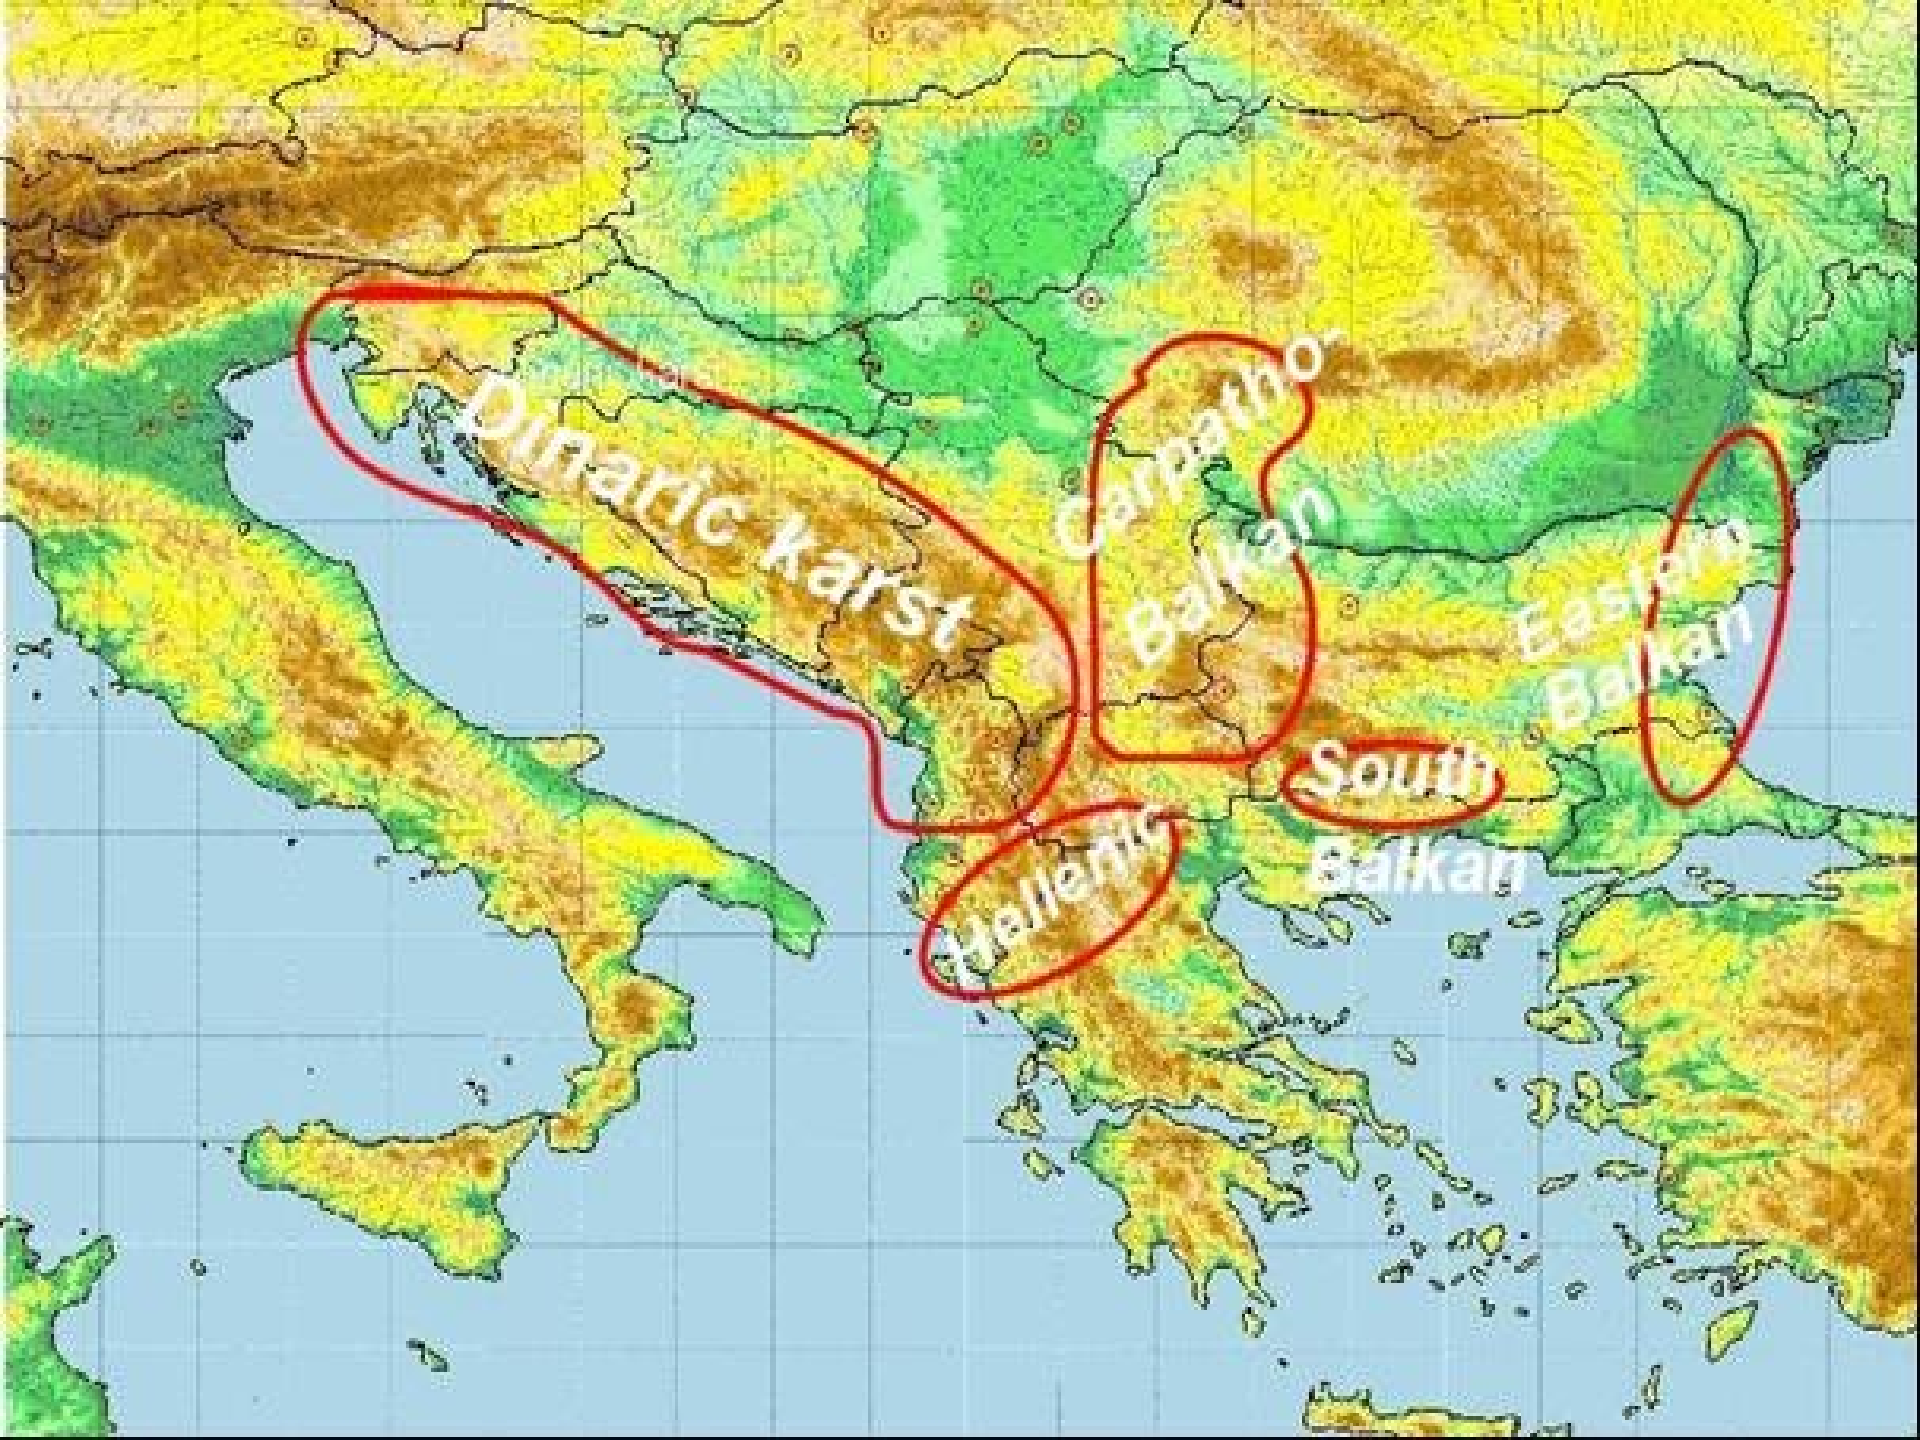 Dinaric karst
Carpatho-
Balkan
Eastern
Balkan
South
Balkan
Hellenic